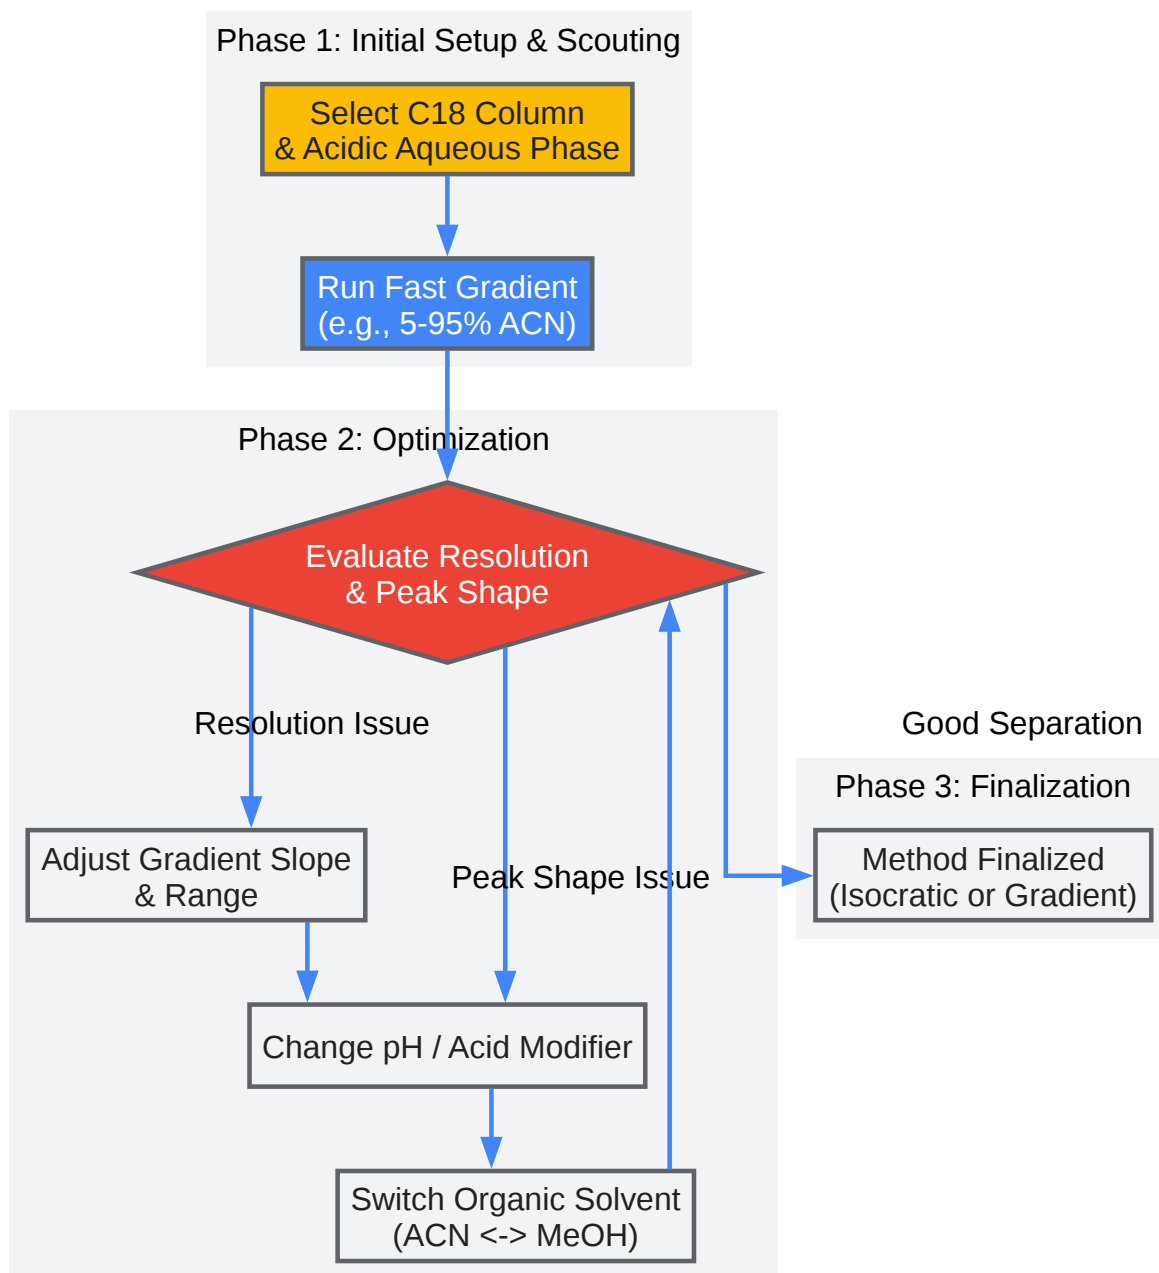 Phase 1: Initial Setup & Scouting
Select C18 Column
& Acidic Aqueous Phase
Run Fast Gradient
(e.g., 5-95% ACN)
Phase 2: Optimization
Evaluate Resolution
& Peak Shape
Resolution Issue
Good Separation
Phase 3: Finalization
Adjust Gradient Slope
& Range
Peak Shape Issue
Method Finalized
(Isocratic or Gradient)
Change pH / Acid Modifier
Switch Organic Solvent
(ACN <-> MeOH)